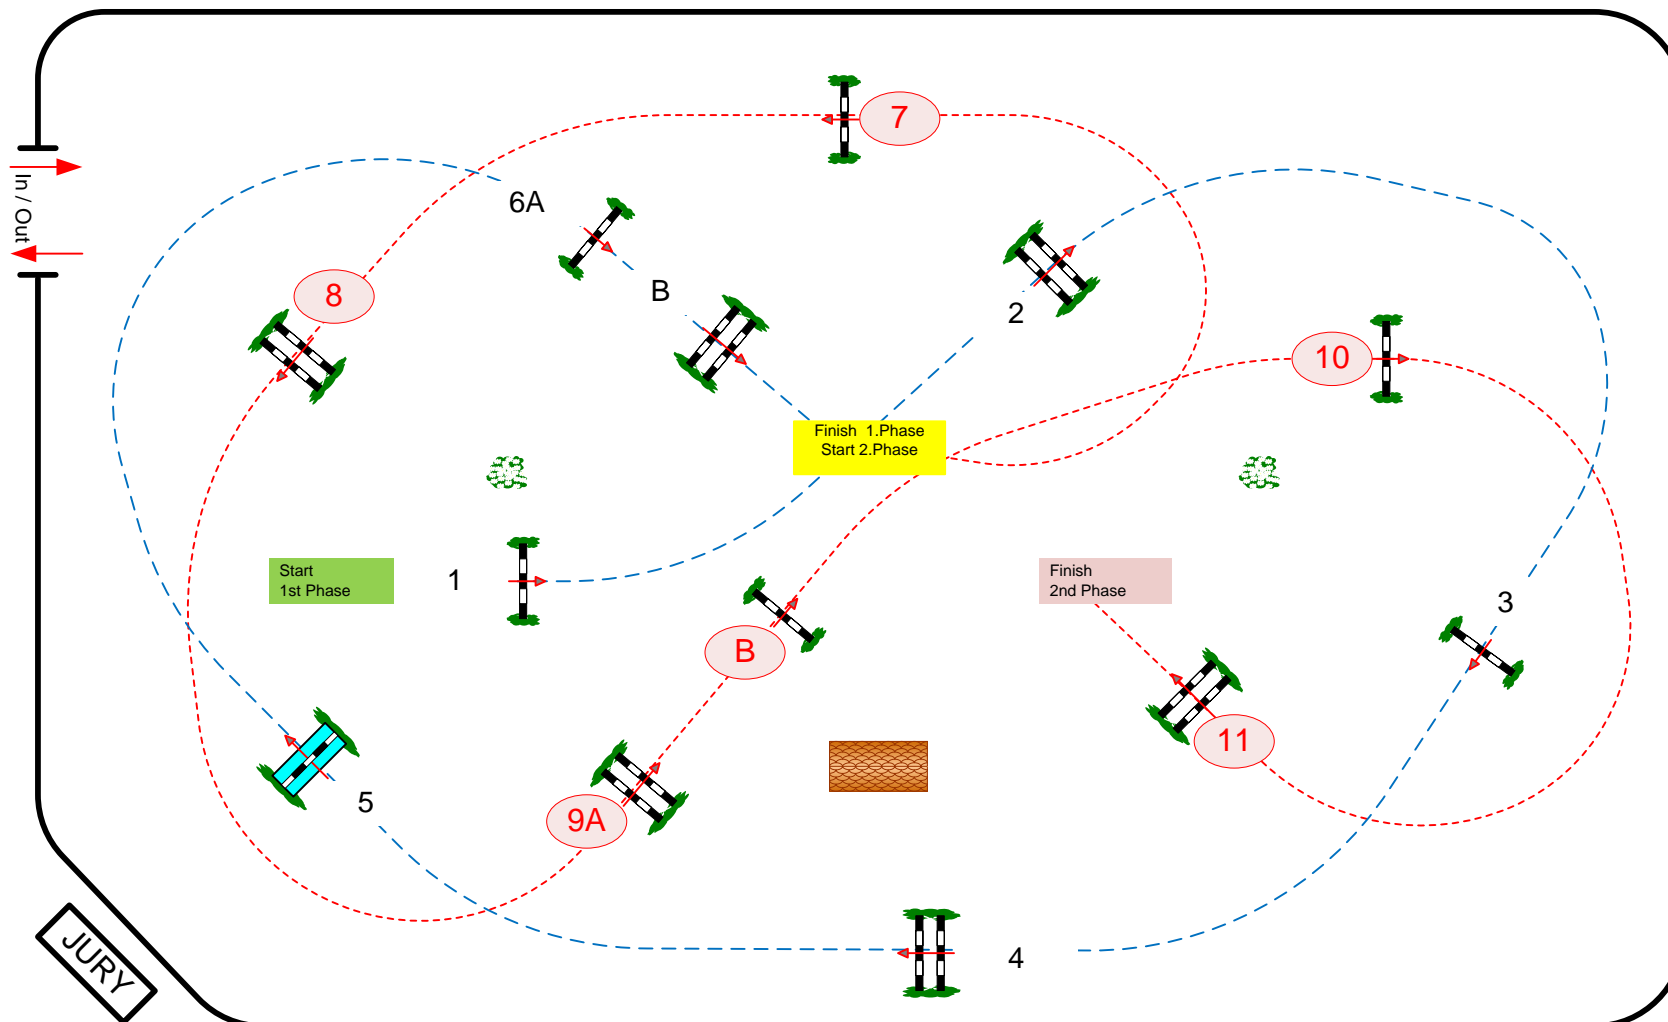 7
6A
In / Out
8
B
2
10
Finish 1.Phase
Start 2.Phase
Start
1st Phase
1
Finish
2nd Phase
3
B
11
5
9A
4
JURY